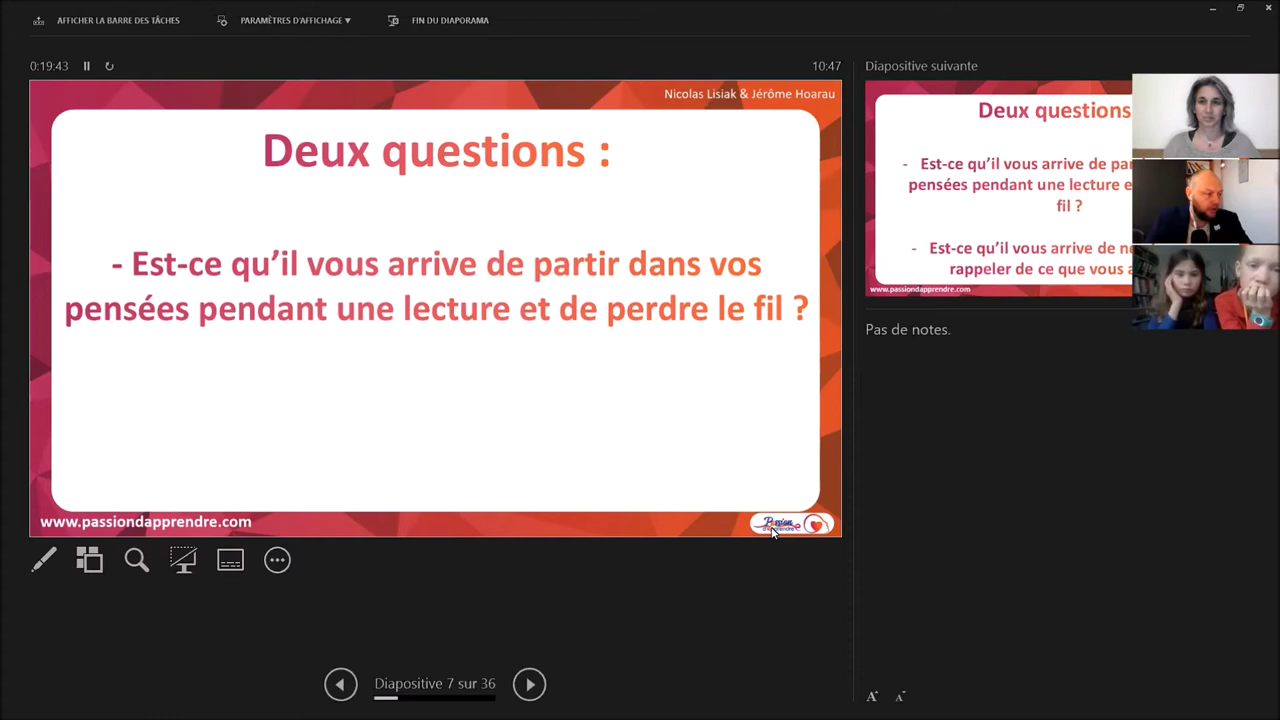 AFFICHER LA BARRE DES TÂCHES
PARAMÈTRES D'AFFICHAGE ▼
FIN DU DIAPORAMA
0:19:43
10:47
Nicolas Lisiak & Jérôme Hoarau
Deux questions :
- Est-ce qu’il vous arrive de partir dans vos
pensées pendant une lecture et de perdre le fil ?
www.passiondapprendre.com
Passion
d'apprendre
Diapositive 7 sur 36
Diapositive suivante
Deux questions
- Est-ce qu’il vous arrive de
pensées pendant une lecture
fil ?
- Est-ce qu’il vous arrive de
rappeler de ce que vous
www.passiondapprendre.com
Pas de notes.
A A